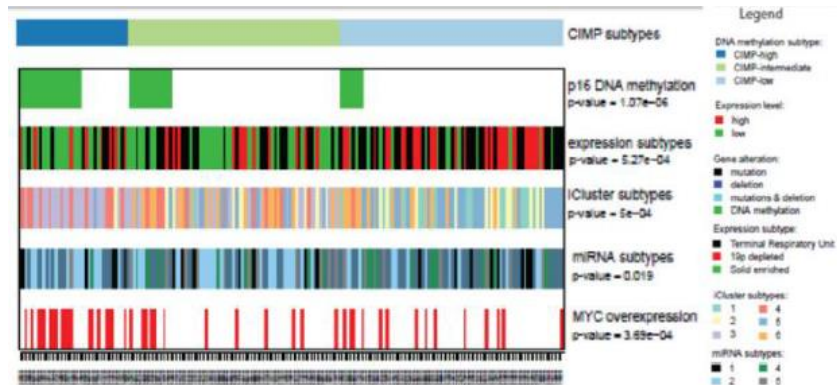 Legend
CIMP subtypes
DNA methylation subtype:
CIMP-high
CIMP-intermediate
CIMP-low
p16 DNA methylation
p-value = 1.07e-06
Expression level:
high
low
expression subtypes
p-value = 5.27e-04
Gene alteration:
mutation
deletion
mutations & deletion
DNA methylation
iCluster subtypes
p-value = 5e-04
Expression subtype:
Terminal Respiratory Unit
19p depleted
Solid enriched
miRNA subtypes
p-value = 0.019
iCluster subtypes:
1 4
2 5
3 6
MYC overexpression
p-value = 3.69e-04
miRNA subtypes:
1 4
2 5